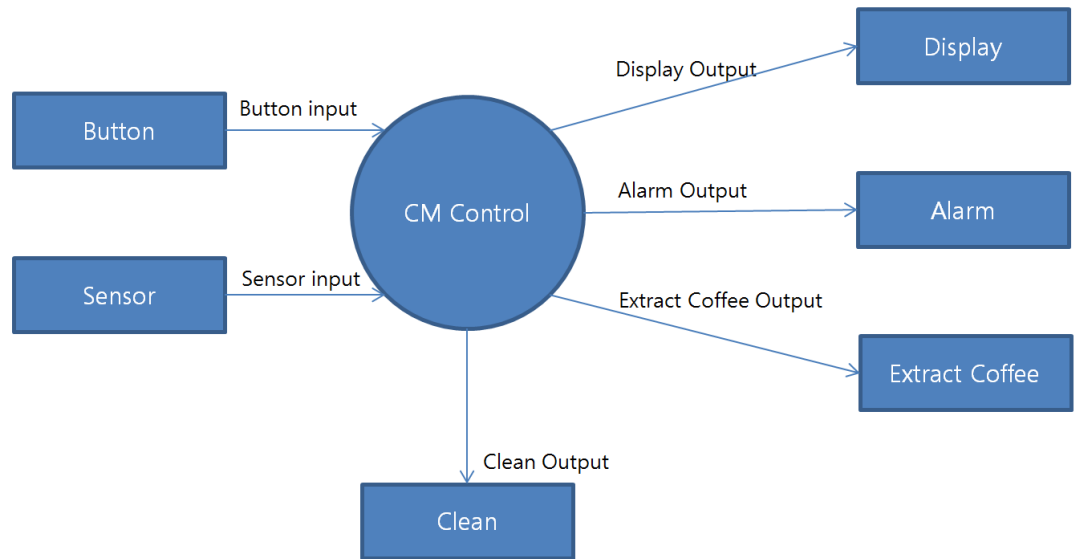 Display
Display Output
Button input
Button
Alarm Output
CM Control
Alarm
Sensor input
Sensor
Extract Coffee Output
Extract Coffee
Clean Output
Clean